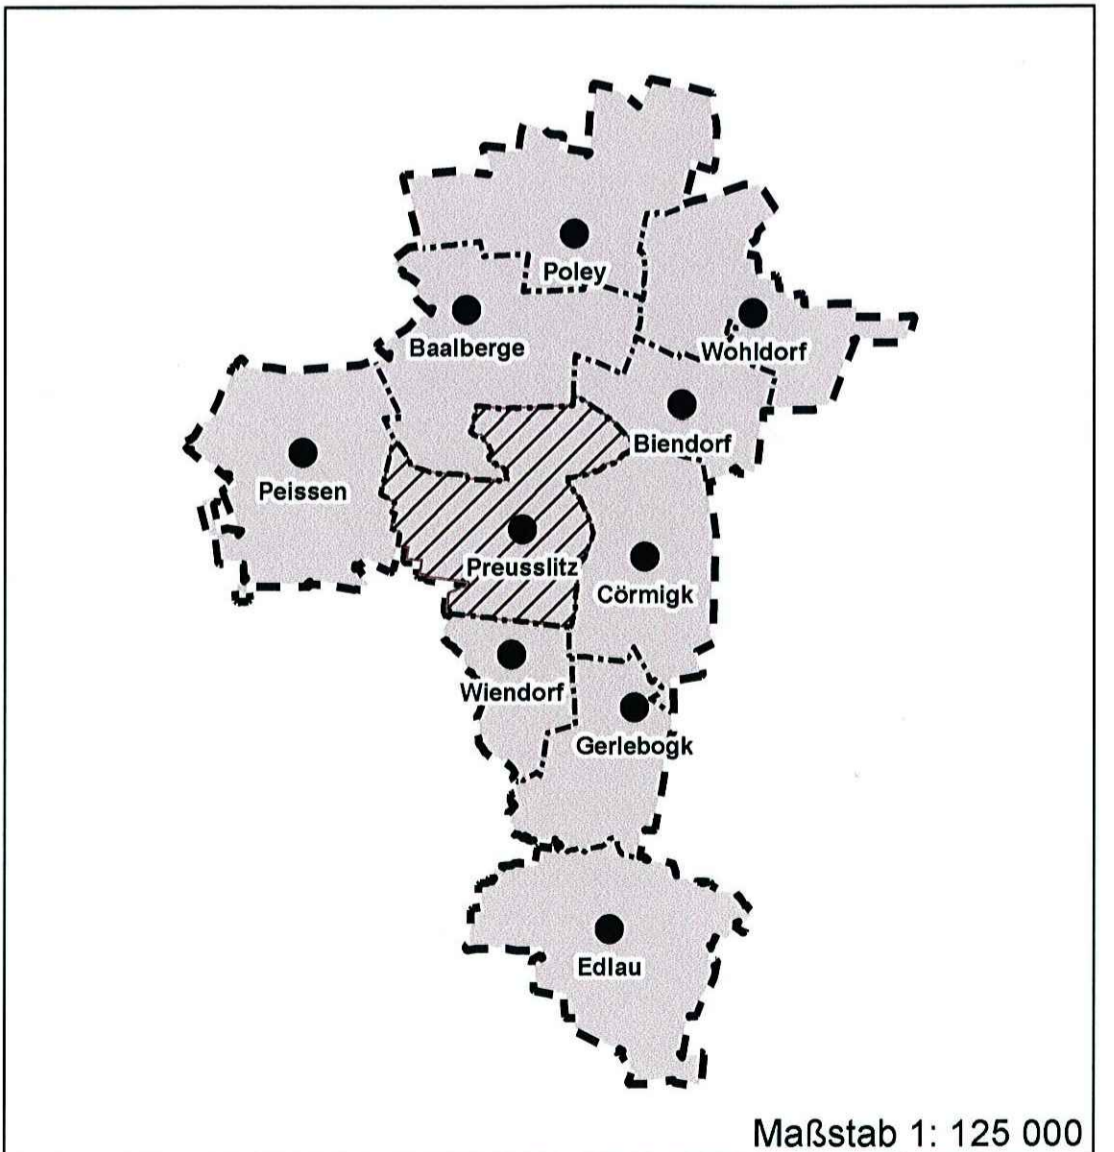 Poley
Baalberge
Wohldorf
Biendorf
Peissen
Preusslitz
Cörmigk
Wiendorf
Gerlebogk
Edlau
Maßstab 1: 125 000